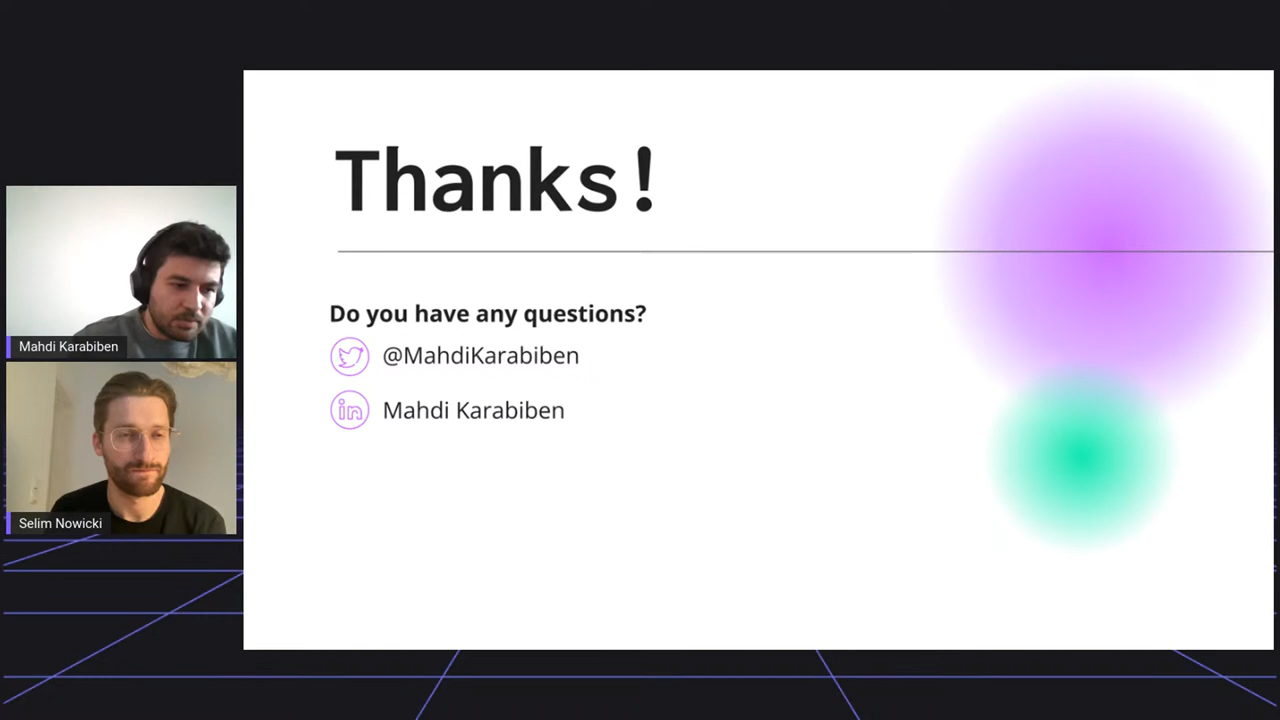 Thanks!
Do you have any questions?
@MahdiKarabiben
Mahdi Karabiben
Mahdi Karabiben
Selim Nowicki